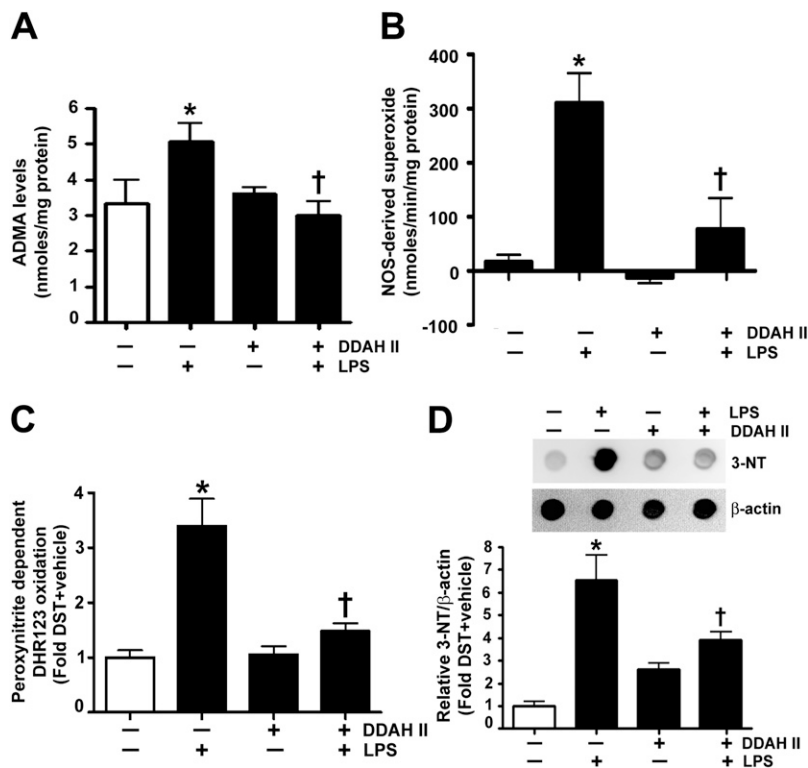 A
ADMA levels
(nmoles/mg protein)
6
5
4
3
2
1
0
*
†
– – + + DDAH II
– + – + LPS
B
NOS-derived superoxide
(nmoles/min/mg protein)
400
300
200
100
0
-100
*
†
– – + + DDAH II
– + – + LPS
C
Peroxynitrite dependent
DHR123 oxidation
(Fold DST+vehicle)
4
3
2
1
0
*
†
– – + + DDAH II
– + – + LPS
D
– + – + LPS
– – + + DDAH II
3-NT
β-actin
Relative 3-NT/β-actin
(Fold DST+vehicle)
8
7
6
5
4
3
2
1
0
*
†
– – + + DDAH II
– + – + LPS